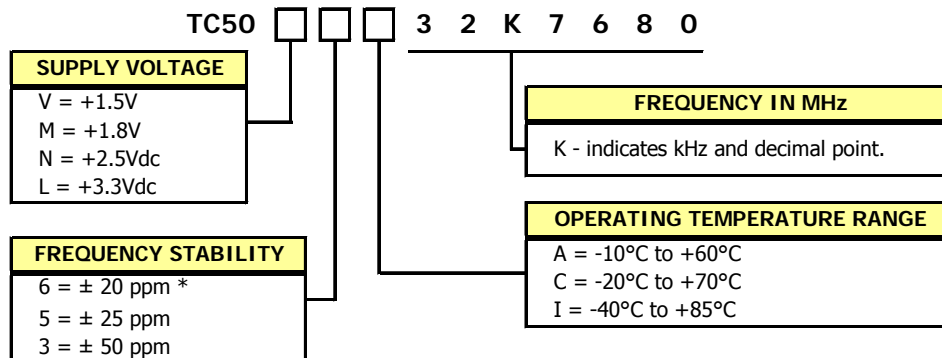 TC50 □ □ □ 3 2 K 7 6 8 0
SUPPLY VOLTAGE
V = +1.5V
M = +1.8V
N = +2.5Vdc
L = +3.3Vdc
FREQUENCY IN MHz
K - indicates kHz and decimal point.
FREQUENCY STABILITY
6 = ± 20 ppm *
5 = ± 25 ppm
3 = ± 50 ppm
OPERATING TEMPERATURE RANGE
A = -10°C to +60°C
C = -20°C to +70°C
I = -40°C to +85°C